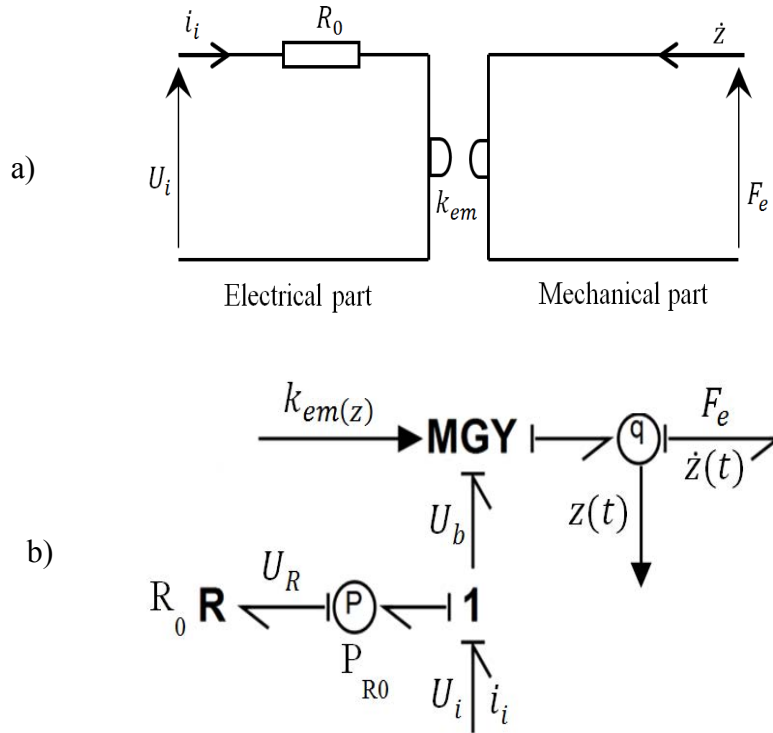 i_i R_0 ż
a) U_i k_em F_e
Electrical part Mechanical part
k_em(z) MGY q F_e
ż(t)
U_b z(t)
b) U_R
R_0 R P 1
P_R0 U_i i_i